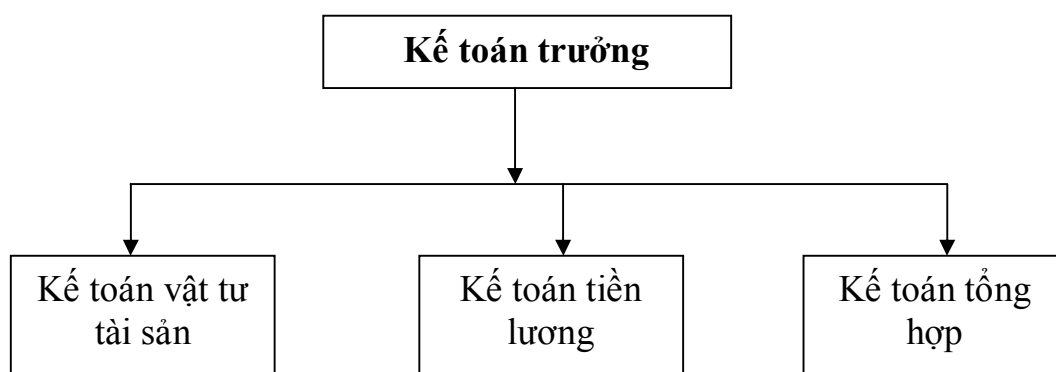 Kế toán trưởng
Kế toán vật tư
tài sản
Kế toán tiền
lương
Kế toán tổng
hợp